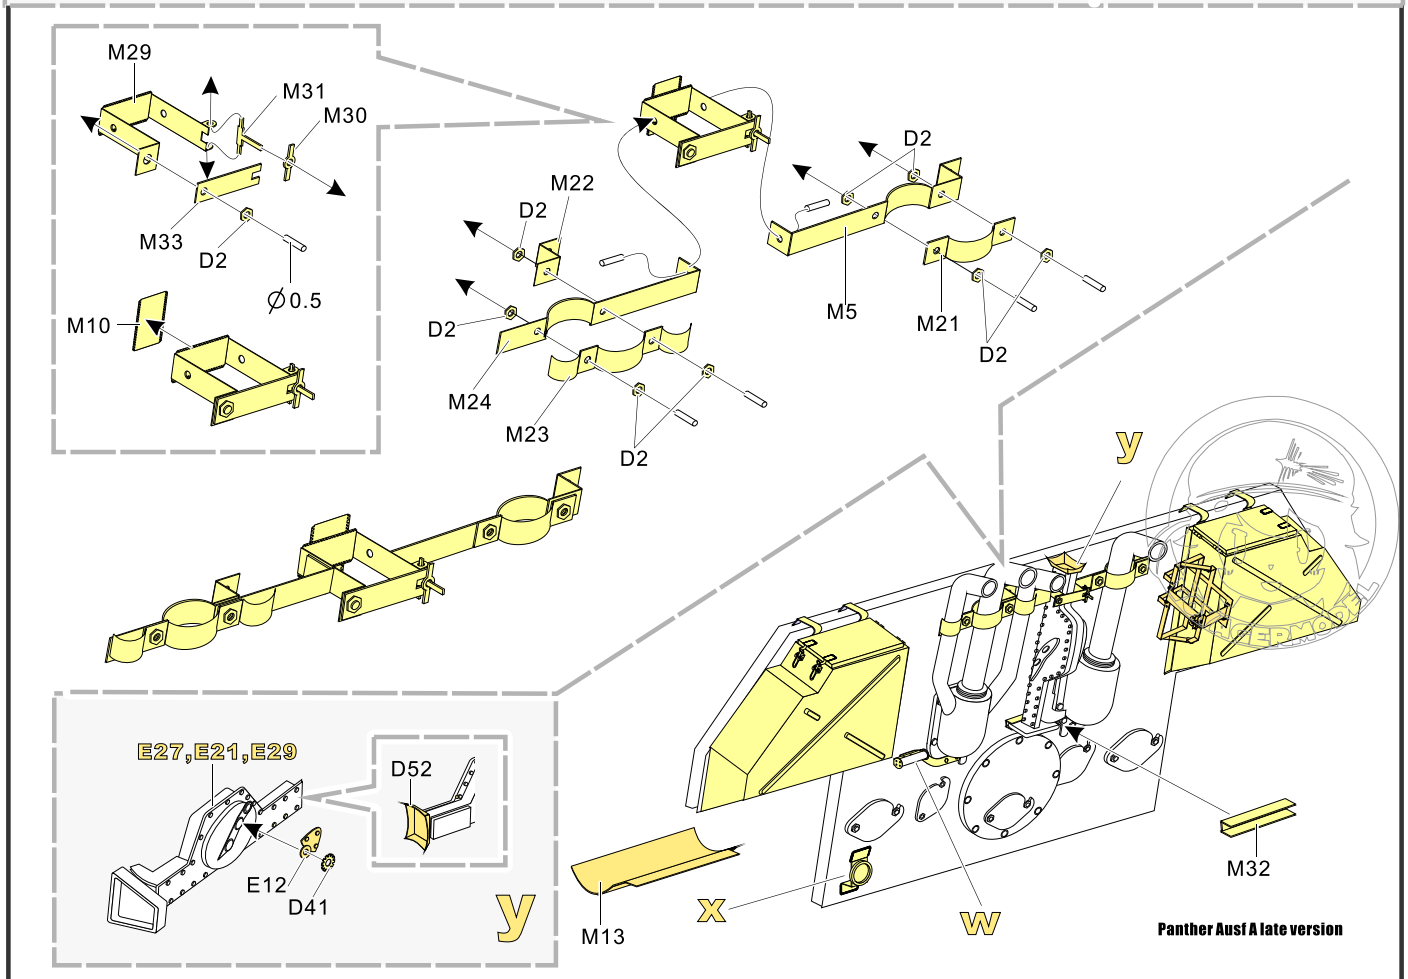 M29
M31
M30
M33
D2
Ø 0.5
M10
M22
D2
D2
M24
M23
D2
D2
M5
M21
D2
y
E27,E21,E29
D52
E12
D41
y
M13
x
w
M32
Panther Ausf A late version